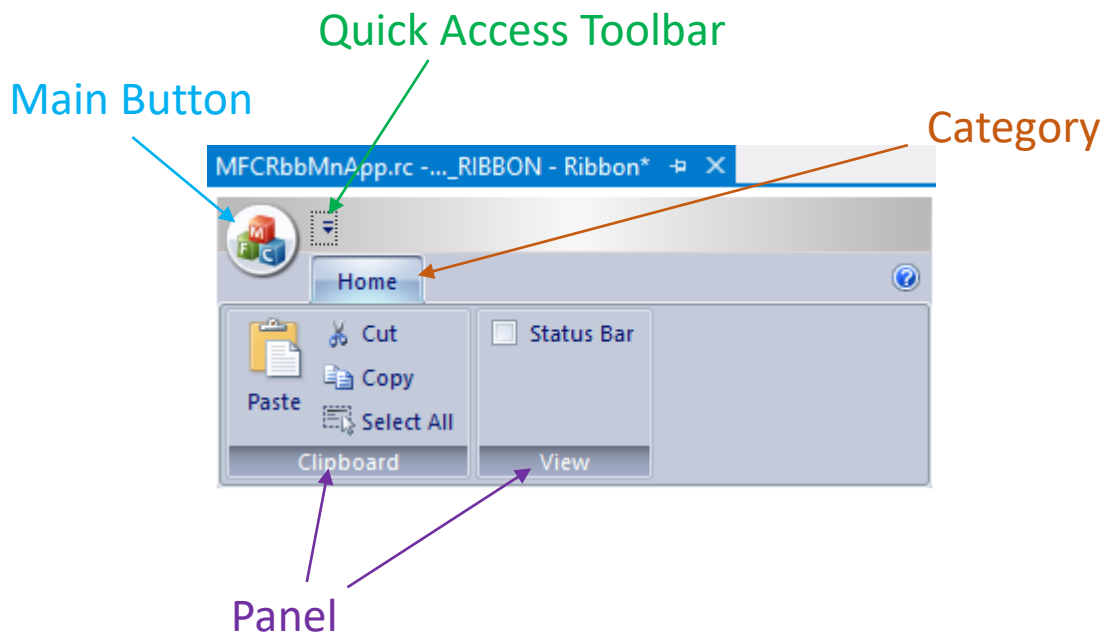 Quick Access Toolbar
Main Button
Category
MFCRbbMnApp.rc -..._RIBBON - Ribbon*
M
F C
Home
?
Cut
Status Bar
Copy
Paste
Select All
Clipboard
View
Panel